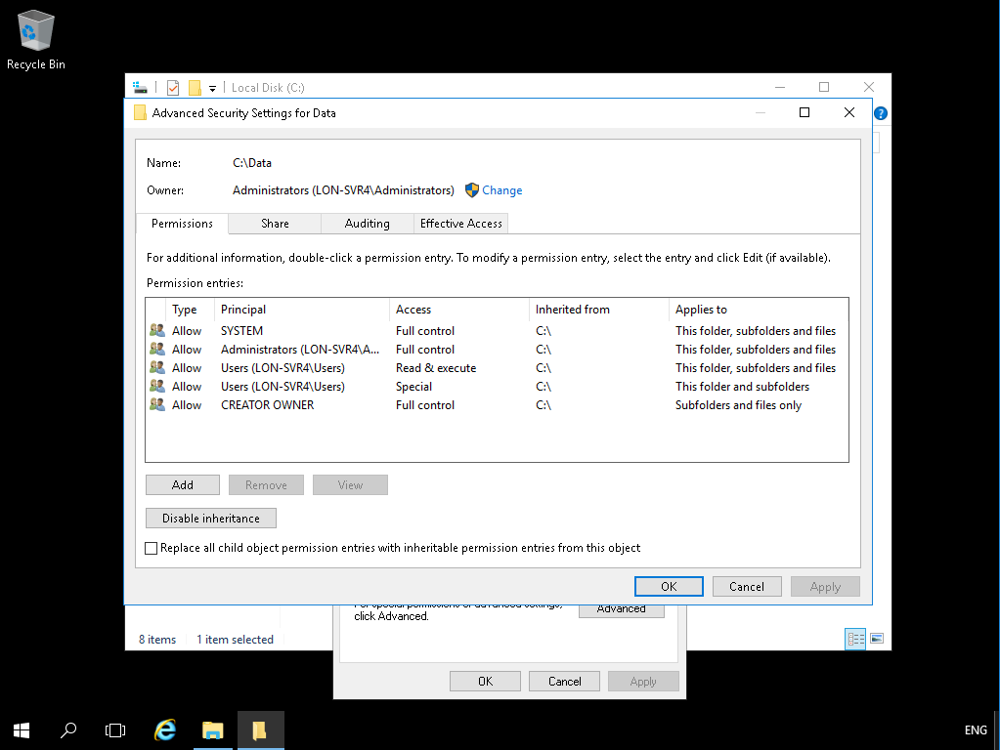 Recycle Bin
Local Disk (C:)
Advanced Security Settings for Data
Name: C:\Data
Owner: Administrators (LON-SVR4\Administrators) Change
Permissions Share Auditing Effective Access
For additional information, double-click a permission entry. To modify a permission entry, select the entry and click Edit (if available).
Permission entries:
Type Principal Access Inherited from Applies to
Allow SYSTEM Full control C:\ This folder, subfolders and files
Allow Administrators (LON-SVR4\A... Full control C:\ This folder, subfolders and files
Allow Users (LON-SVR4\Users) Read & execute C:\ This folder, subfolders and files
Allow Users (LON-SVR4\Users) Special C:\ This folder and subfolders
Allow CREATOR OWNER Full control C:\ Subfolders and files only
Add Remove View
Disable inheritance
Replace all child object permission entries with inheritable permission entries from this object
OK Cancel Apply
For special permissions or advanced settings, Advanced
click Advanced.
8 items 1 item selected
OK Cancel Apply
ENG